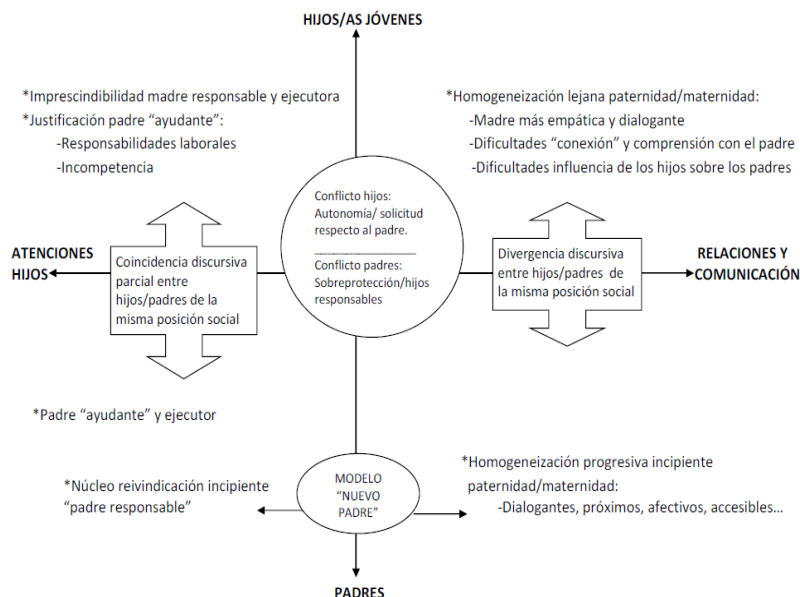 HIJOS/AS JÓVENES
*Imprescindibilidad madre responsable y ejecutora
*Justificación padre “ayudante”:
-Responsabilidades laborales
-Incompetencia
*Homogeneización lejana paternidad/maternidad:
-Madre más empática y dialogante
-Dificultades “conexión” y comprensión con el padre
-Dificultades influencia de los hijos sobre los padres
ATENCIONES
HIJOS
Coincidencia discursiva
parcial entre
hijos/padres de la
misma posición social
Conflicto hijos:
Autonomía/ solicitud
respecto al padre.
Conflicto padres:
Sobreprotección/hijos
responsables
Divergencia discursiva
entre hijos/padres de
la misma posición social
RELACIONES Y
COMUNICACIÓN
*Padre “ayudante” y ejecutor
*Núcleo reivindicación incipiente
“padre responsable”
MODELO
“NUEVO
PADRE”
*Homogeneización progresiva incipiente
paternidad/maternidad:
-Dialogantes, próximos, afectivos, accesibles…
PADRES